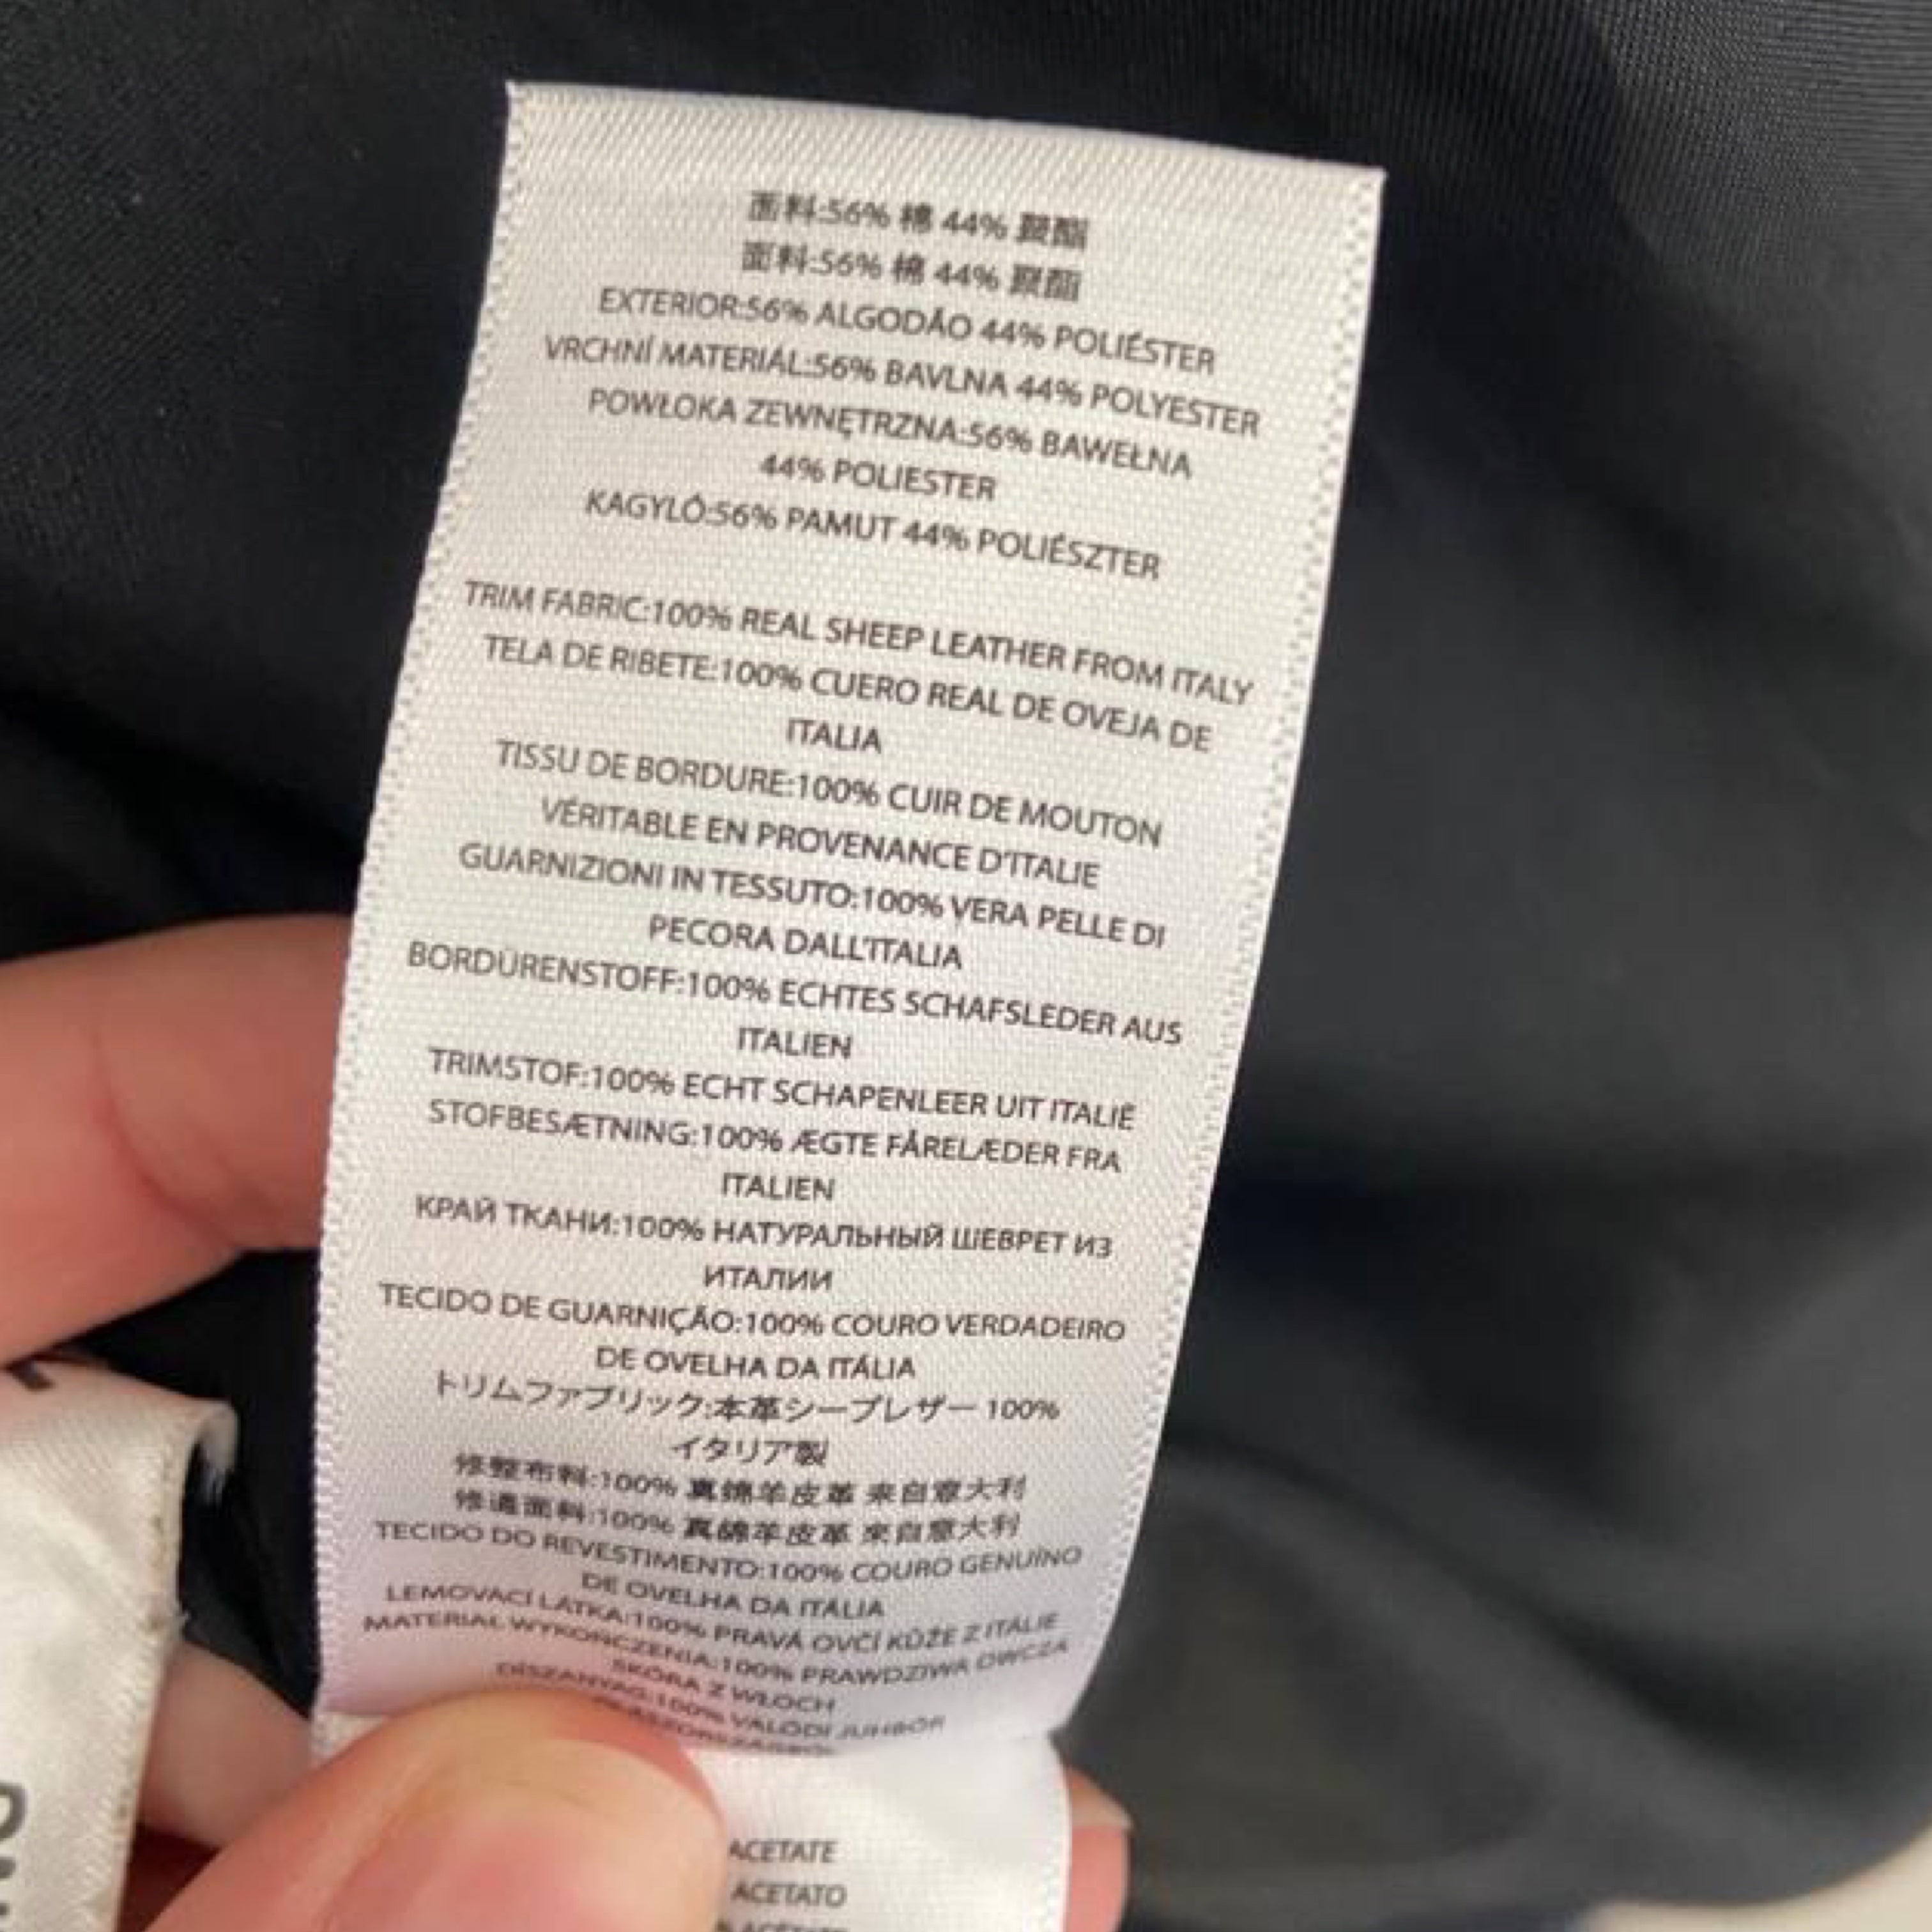 面料:56% 棉 44% 聚酯
面料:56% 棉 44% 聚酯
EXTERIOR:56% ALGODÃO 44% POLIÉSTER
VRCHNÍ MATERIÁL:56% BAVLNA 44% POLYESTER
POWŁOKA ZEWNĘTRZNA:56% BAWEŁNA
44% POLIESTER
KAGYLÓ:56% PAMUT 44% POLIÉSZTER
TRIM FABRIC:100% REAL SHEEP LEATHER FROM ITALY
TELA DE RIBETE:100% CUERO REAL DE OVEJA DE
ITALIA
TISSU DE BORDURE:100% CUIR DE MOUTON
VÉRITABLE EN PROVENANCE D'ITALIE
GUARNIZIONI IN TESSUTO:100% VERA PELLE DI
PECORA DALL'ITALIA
BORDÜRENSTOFF:100% ECHTES SCHAFSLEDER AUS
ITALIEN
TRIMSTOF:100% ECHT SCHAPENLEER UIT ITALIË
STOFBESÆTNING:100% ÆGTE FÅRELÆDER FRA
ITALIEN
КРАЙ ТКАНИ:100% НАТУРАЛЬНЫЙ ШЕВРЕТ ИЗ
ИТАЛИИ
TECIDO DE GUARNIÇÃO:100% COURO VERDADEIRO
DE OVELHA DA ITÁLIA
トリムファブリック:本革シープレザー 100%
イタリア製
修整布料:100% 真綿羊皮革 来自意大利
修邊面料:100% 真綿羊皮革 來自意大利
TECIDO DO REVESTIMENTO:100% COURO GENUÍNO
DE OVELHA DA ITÁLIA
LEMOVACÍ LÁTKA:100% PRAVÁ OVČÍ KŮŽE Z ITÁLIE
MATERIAŁ WYKOŃCZENIA:100% PRAWDZIWA OWCZA
SKÓRA Z WŁOCH
DÍSZANYAG:100% VALÓDI JUHBŐR
ACETATE
ACETATO